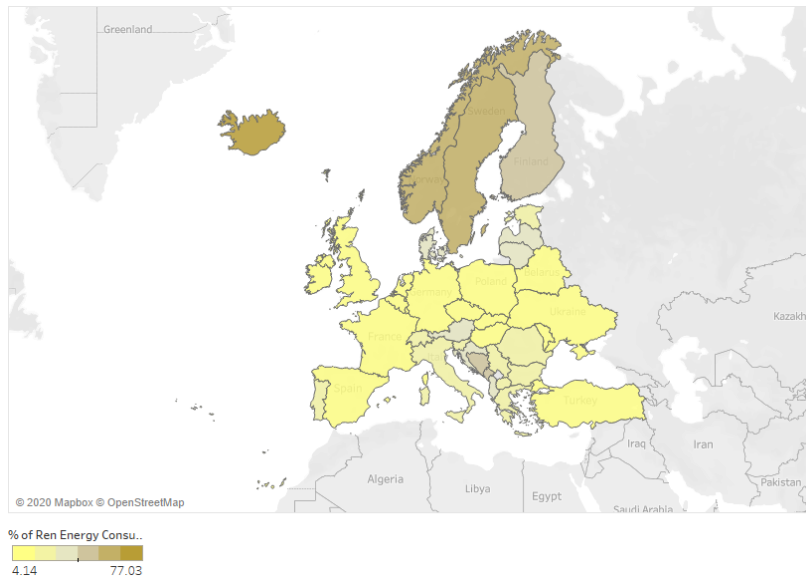 Greenland
Sweden
Norway
Finland
Belarus
Poland
Germany
Ukraine
Kazakh
France
Ital
Spain
Turkey
Iraq
Iran
Algeria
Libya
Egypt
Pakistan
Saudi Arabia
© 2020 Mapbox © OpenStreetMap
% of Ren Energy Consu..
4.14 77.03